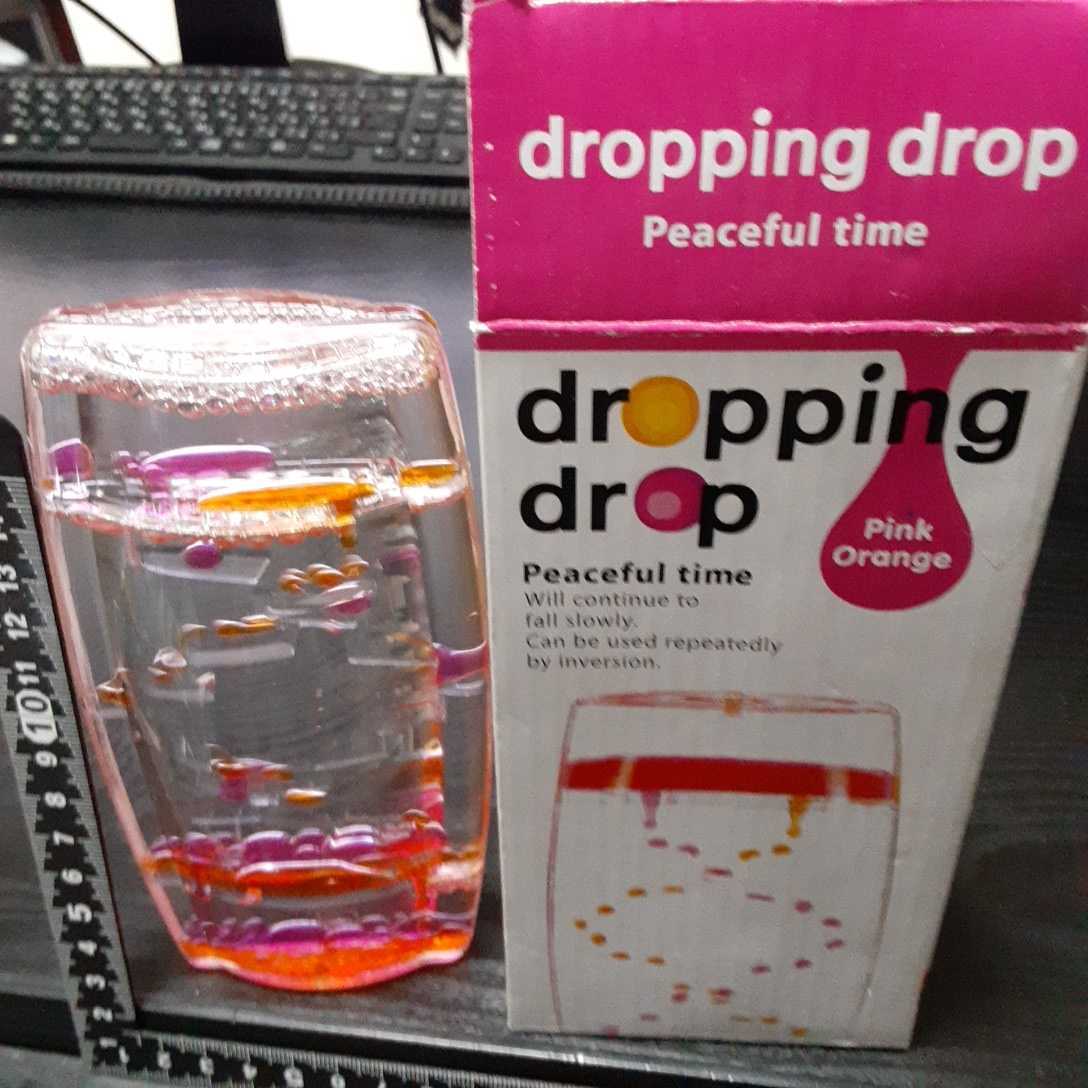 dropping drop
Peaceful time
dropping
drop
Pink
Orange
Peaceful time
Will continue to
fall slowly.
Can be used repeatedly
by inversion.
13
12
11
10
9
8
7
6
5
4
3
2
1